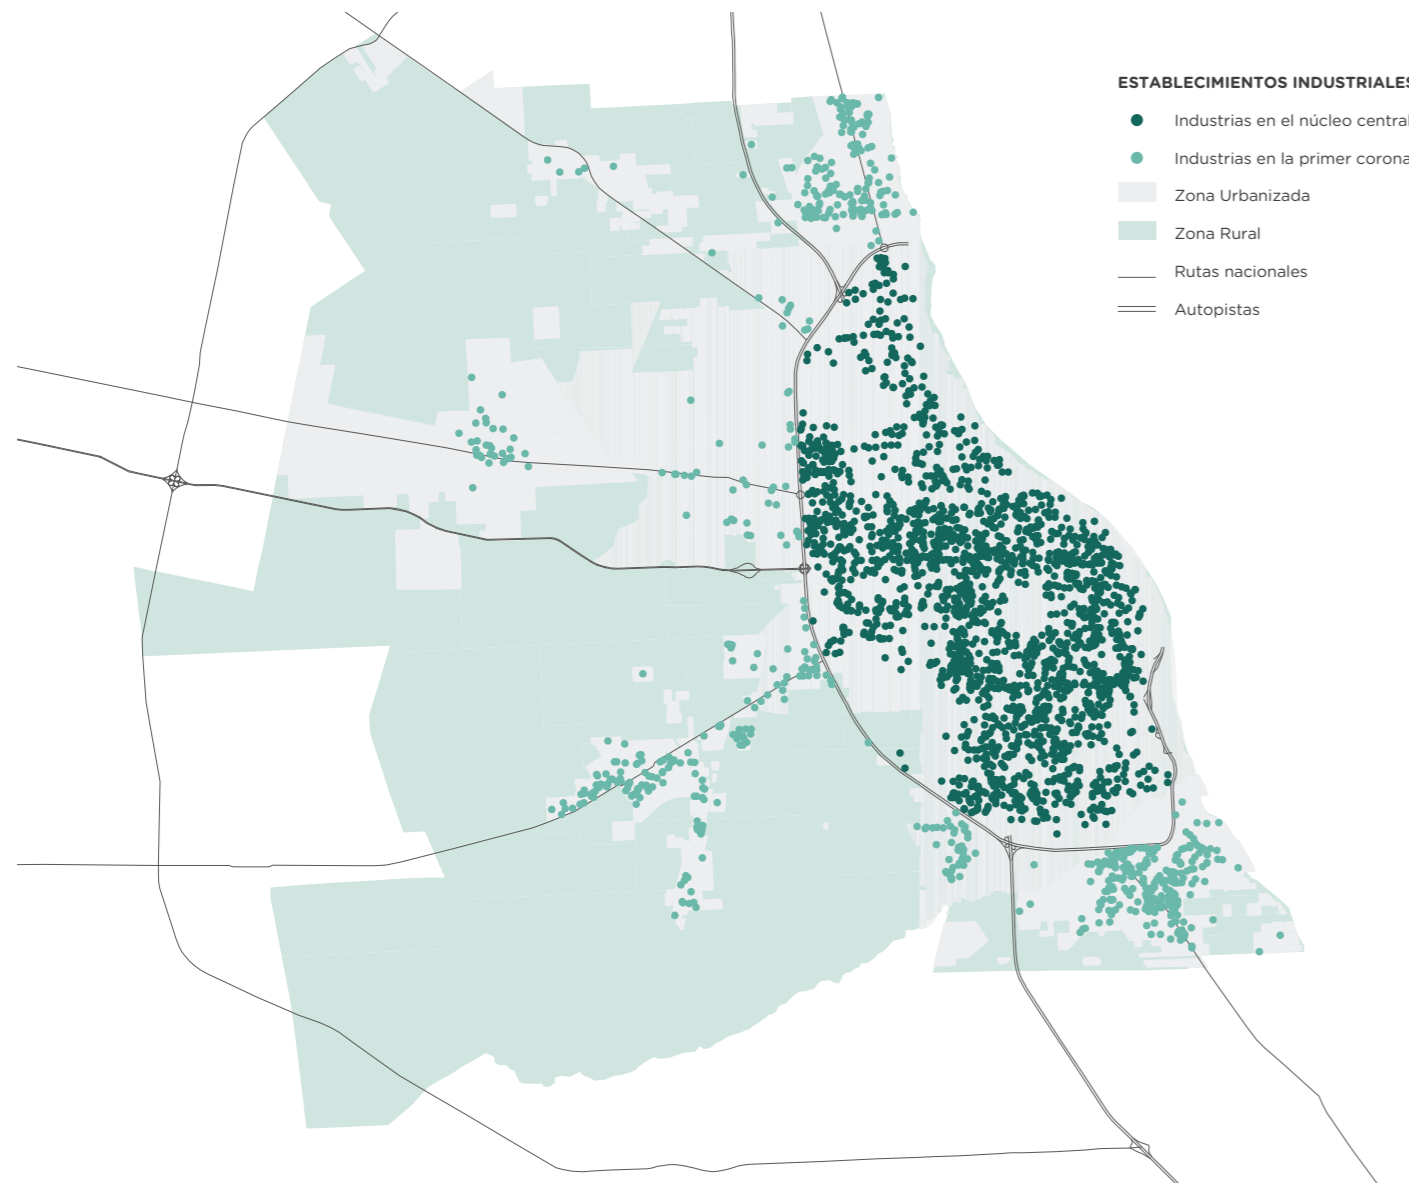 ESTABLECIMIENTOS INDUSTRIALES
Industrias en el núcleo central
Industrias en la primer corona
Zona Urbanizada
Zona Rural
Rutas nacionales
Autopistas